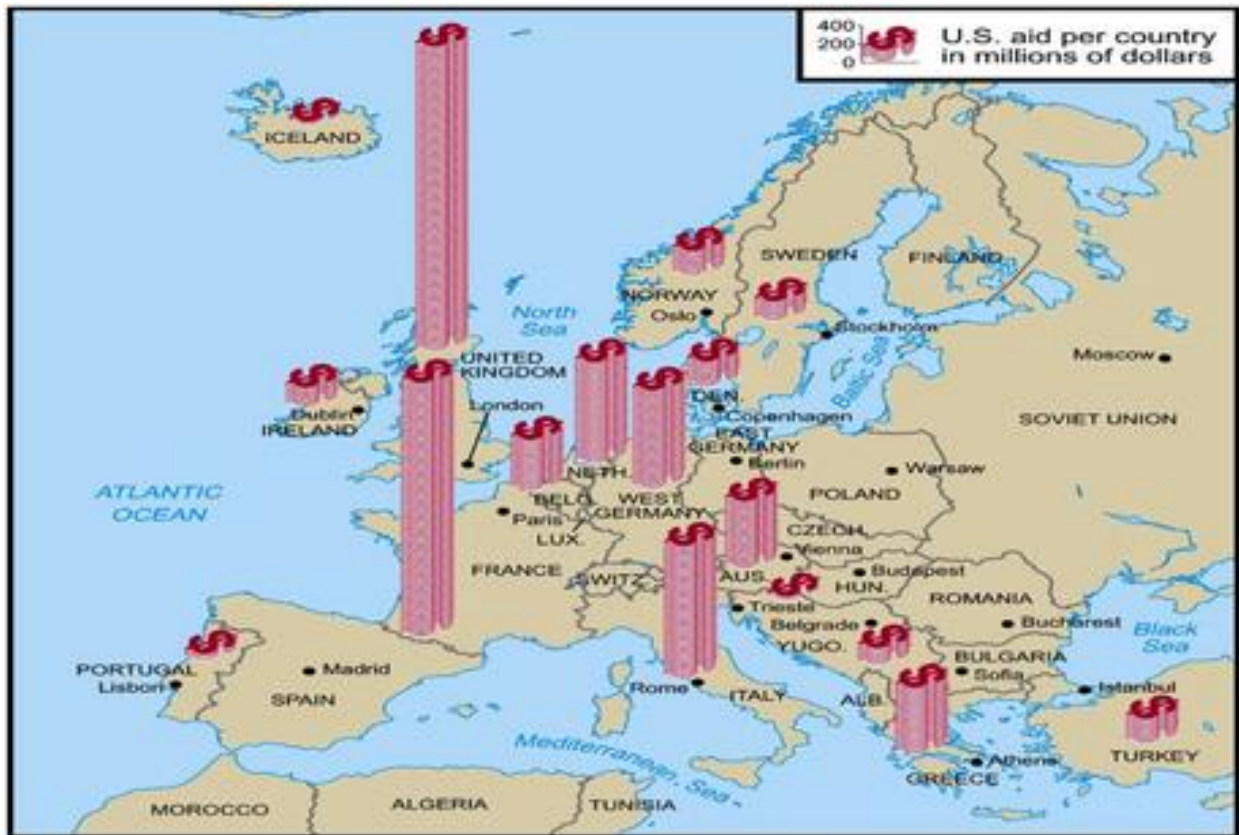 400
200
0
U.S. aid per country
in millions of dollars
ICELAND
SWEDEN
FINLAND
NORWAY
Oslo
Stockholm
North
Sea
Baltic Sea
Moscow
SOVIET UNION
UNITED
KINGDOM
London
Dublin
IRELAND
DEN.
Copenhagen
EAST
GERMANY
Berlin
Warsaw
POLAND
NETH.
BELG.
WEST
GERMANY
LUX.
Paris
ATLANTIC
OCEAN
CZECH.
Vienna
FRANCE
SWITZ.
AUS.
HUN.
Budapest
ROMANIA
Trieste
Belgrade
Bucharest
YUGO.
Black
Sea
PORTUGAL
Lisbon
Madrid
SPAIN
Rome
ITALY
ALB.
BULGARIA
Sofia
Istanbul
TURKEY
Athens
GREECE
Mediterranean Sea
MOROCCO
ALGERIA
TUNISIA